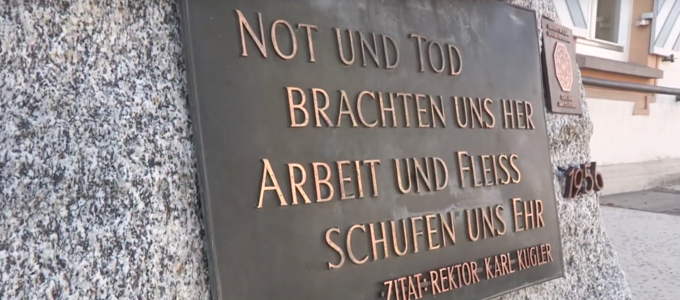 NOT UND TOD
BRACHTEN UNS HER
ARBEIT UND FLEISS
SCHUFEN UNS EHR
ZITAT: REKTOR KARL KUGLER
1956